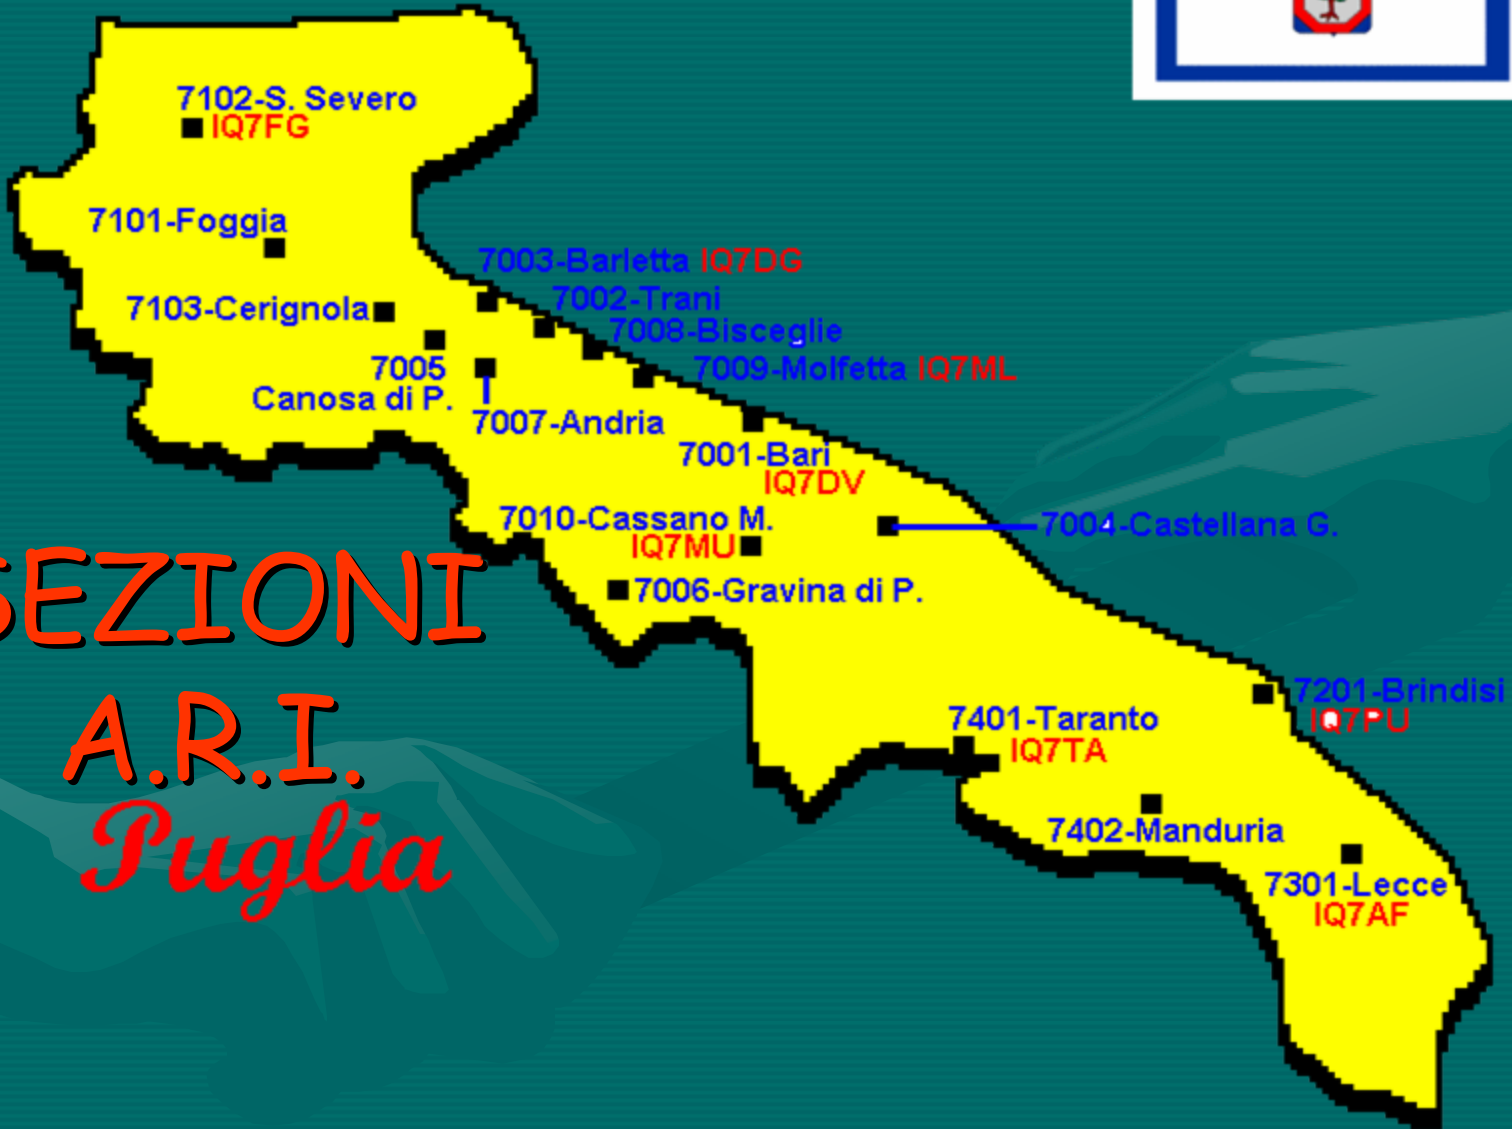 7102-S. Severo
IQ7FG
7101-Foggia
7003-Barletta IQ7DG
7002-Trani
7103-Cerignola
7008-Bisceglie
7005
Canosa di P.
7009-Molfetta IQ7ML
7007-Andria
7001-Bari
IQ7DV
7010-Cassano M.
IQ7MU
7004-Castellana G.
7006-Gravina di P.
SEZIONI
A.R.I.
Puglia
7201-Brindisi
IQ7PU
7401-Taranto
IQ7TA
7402-Manduria
7301-Lecce
IQ7AF